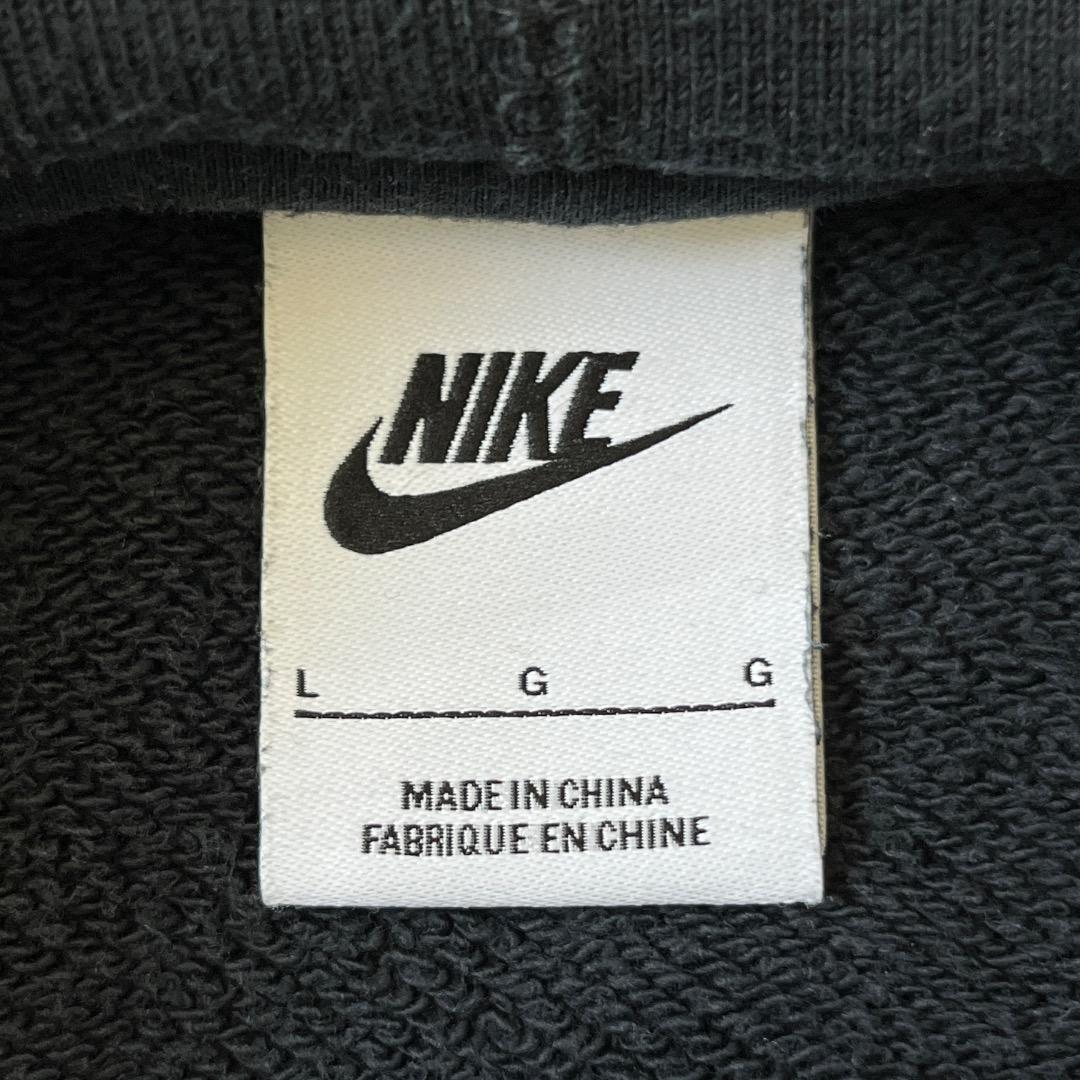 NIKE
L G G
MADE IN CHINA
FABRIQUE EN CHINE